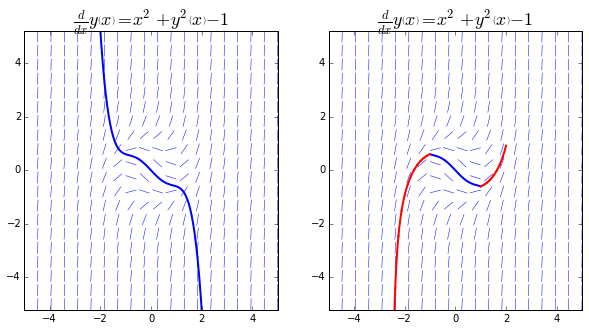 d/dx y(x) = x² + y²(x) − 1
d/dx y(x) = x² + y²(x) − 1
4
2
0
−2
−4
−4 −2 0 2 4
4
2
0
−2
−4
−4 −2 0 2 4